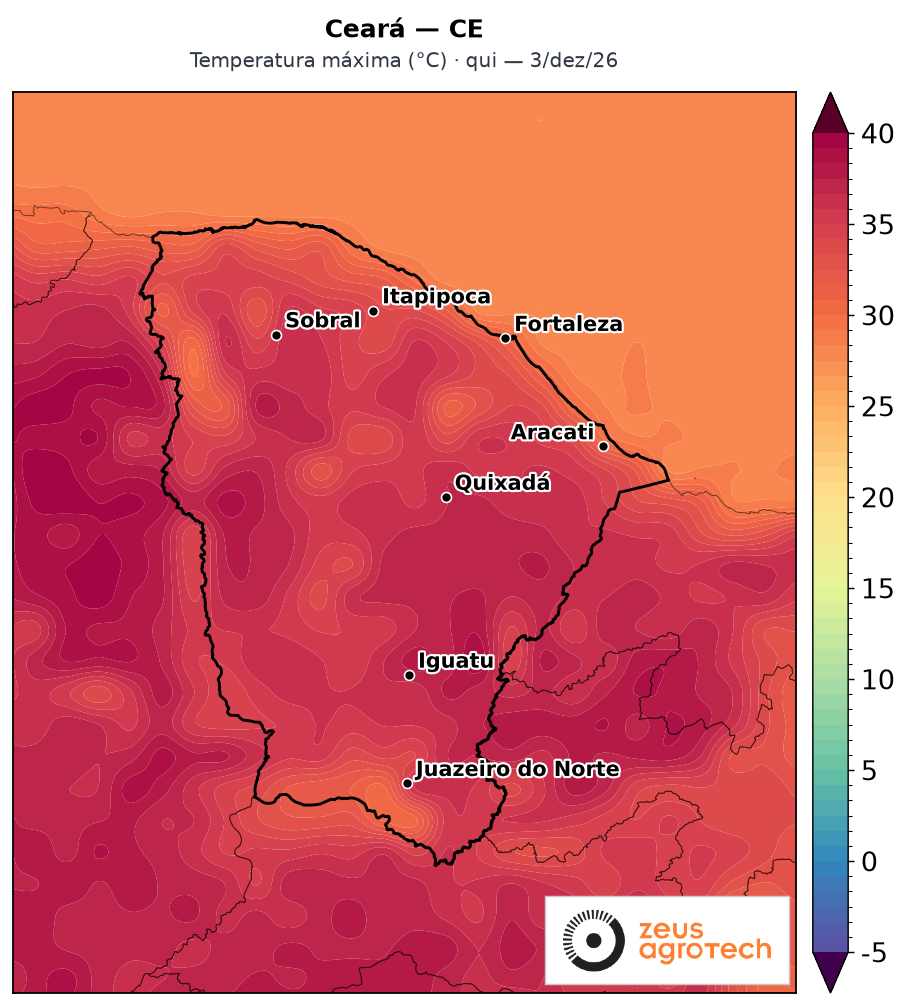 Ceará — CE
Temperatura máxima (°C) · qui — 3/dez/26
40
35
30
25
20
15
10
5
0
-5
Itapipoca
Sobral
Fortaleza
Aracati
Quixadá
Iguatu
Juazeiro do Norte
zeus
agrotech